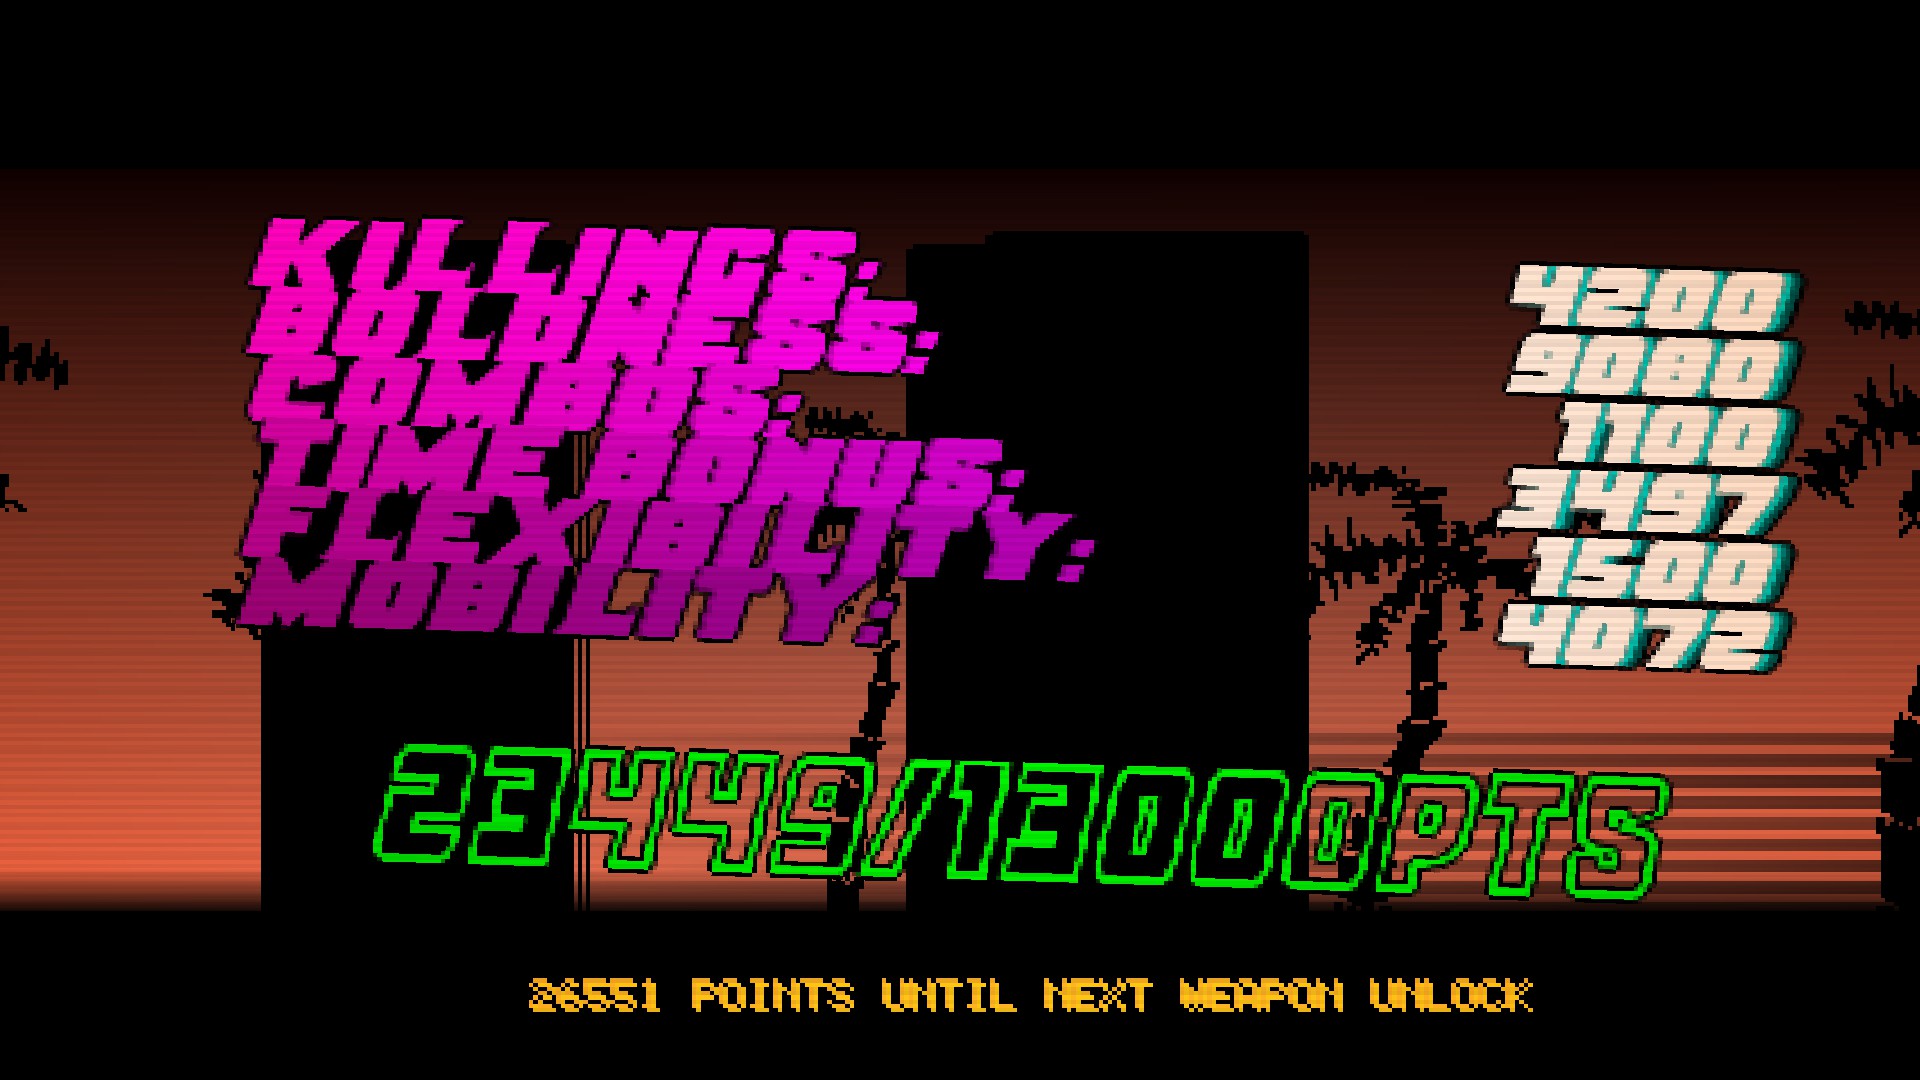 KILLINGS: 4200
BOLDNESS: 9080
COMBOS: 1100
TIME BONUS: 3497
FLEXIBILITY: 1500
MOBILITY: 4072
23449/13000PTS
26551 POINTS UNTIL NEXT WEAPON UNLOCK